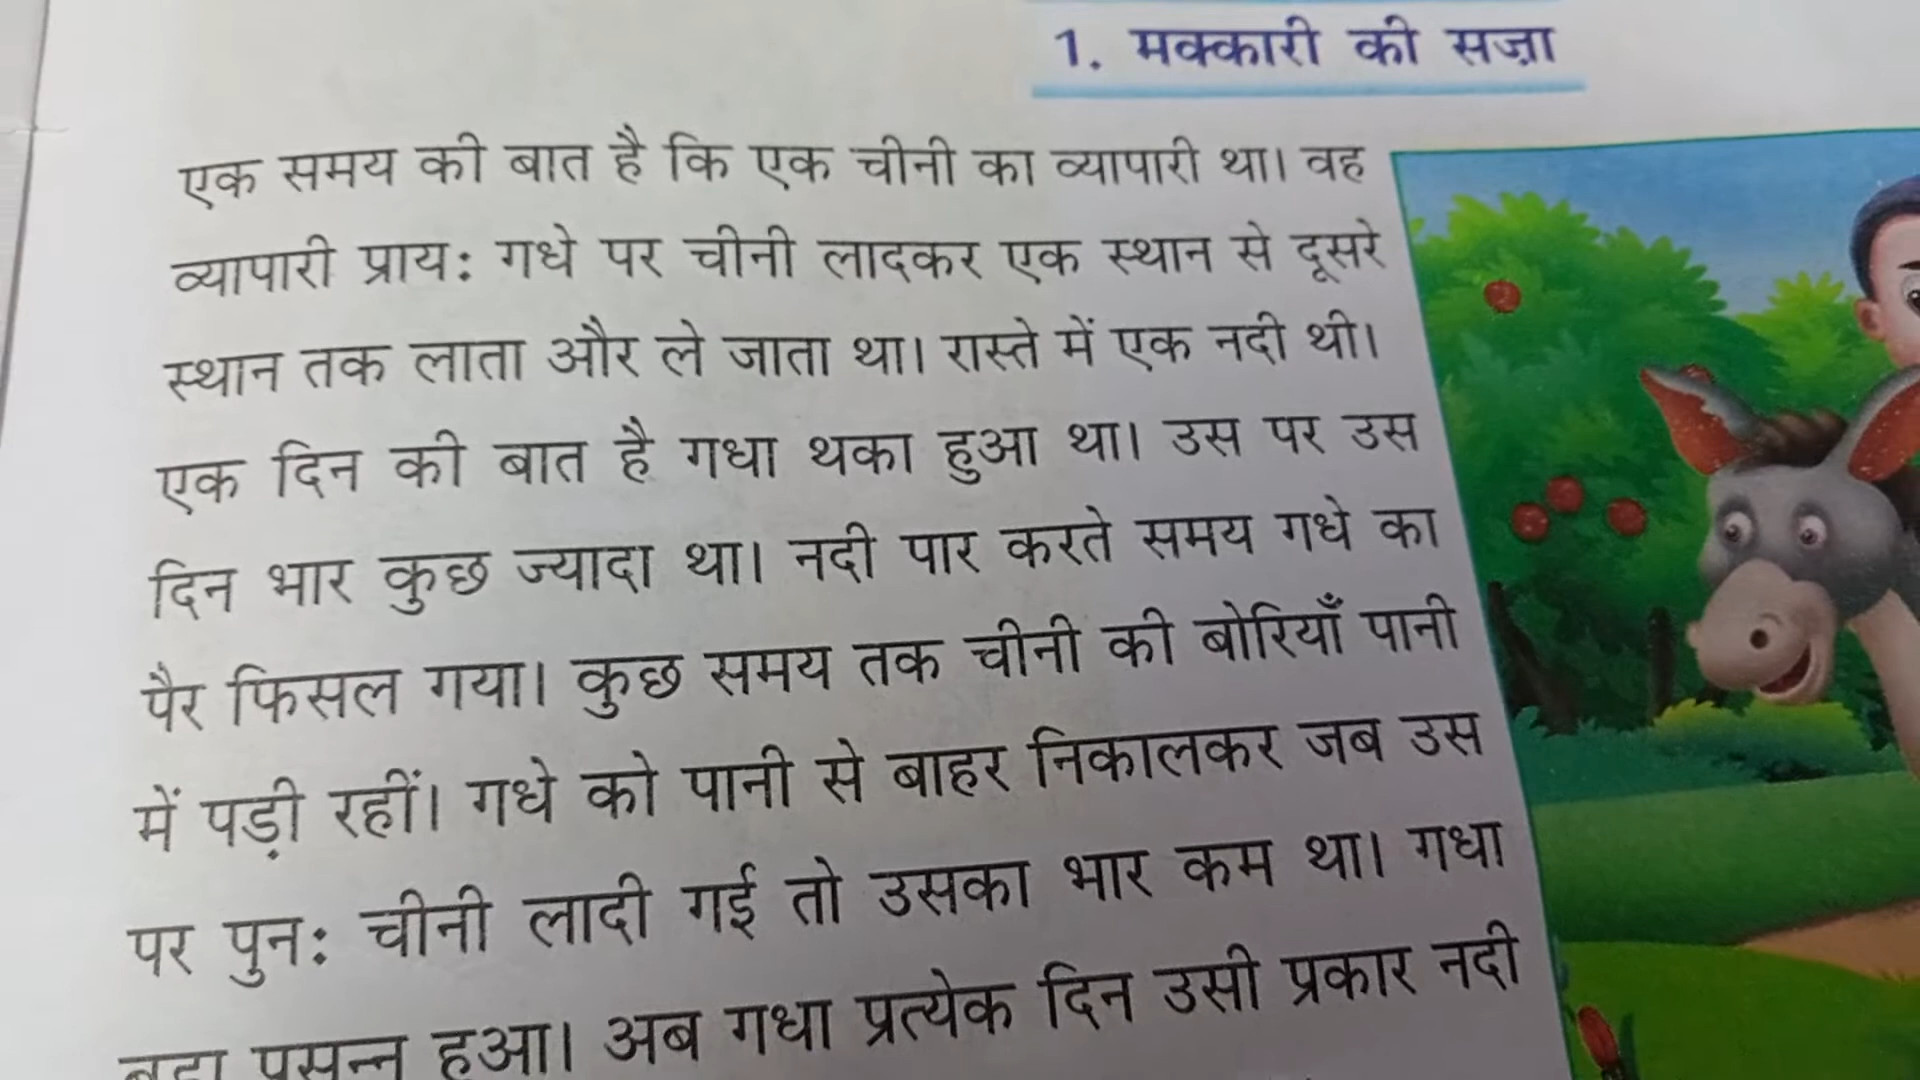 1. मक्कारी की सज़ा
एक समय की बात है कि एक चीनी का व्यापारी था। वह
व्यापारी प्राय: गधे पर चीनी लादकर एक स्थान से दूसरे
स्थान तक लाता और ले जाता था। रास्ते में एक नदी थी।
एक दिन की बात है गधा थका हुआ था। उस पर उस
दिन भार कुछ ज्यादा था। नदी पार करते समय गधे का
पैर फिसल गया। कुछ समय तक चीनी की बोरियाँ पानी
में पड़ी रहीं। गधे को पानी से बाहर निकालकर जब उस
पर पुन: चीनी लादी गई तो उसका भार कम था। गधा
बड़ा प्रसन्न हुआ। अब गधा प्रत्येक दिन उसी प्रकार नदी